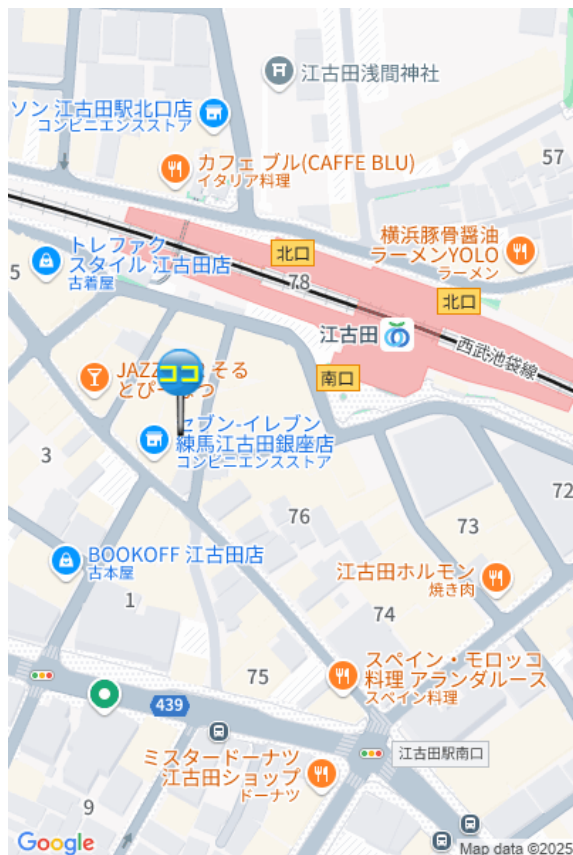 江古田浅間神社
ソン 江古田駅北口店
コンビニエンスストア
カフェ ブル(CAFFE BLU)
イタリア料理
57
横浜豚骨醤油
ラーメンYOLO
ラーメン
トレファク
スタイル 江古田店
古着屋
5
北口
78
北口
江古田
西武池袋線
南口
ココ
JAZZ
そる
とぴ
つ
セブン-イレブン
練馬江古田銀座店
コンビニエンスストア
3
72
76
73
BOOKOFF 江古田店
古本屋
江古田ホルモン
焼き肉
1
74
75
スペイン・モロッコ
料理 アランダルース
スペイン料理
439
江古田駅南口
ミスタードーナツ
江古田ショップ
ドーナツ
9
Google
Map data ©2025